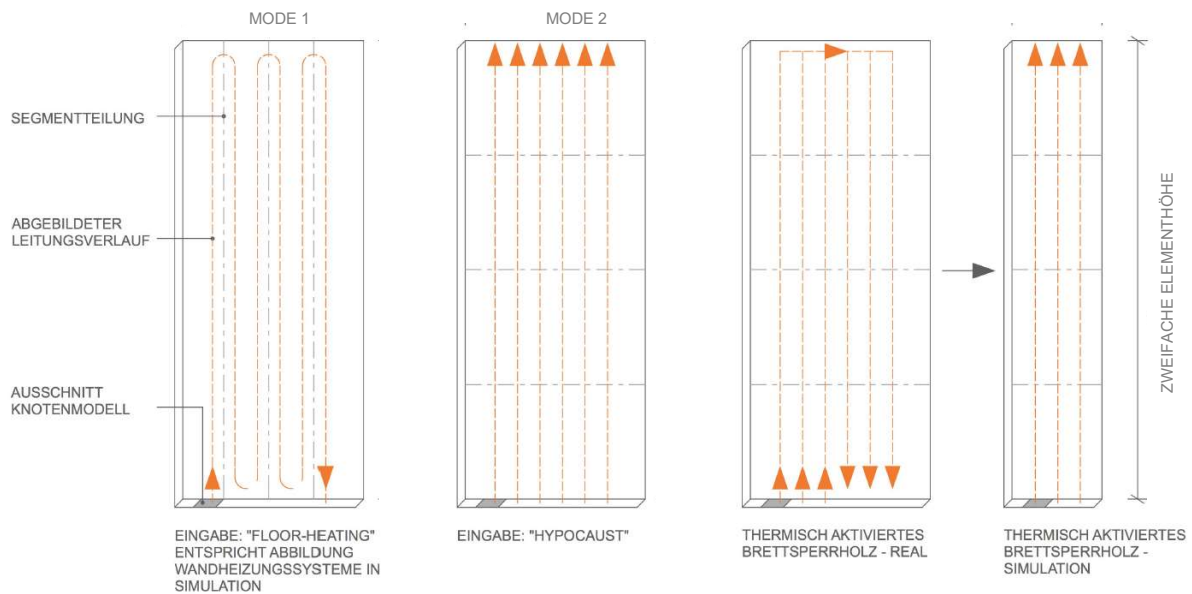 MODE 1
MODE 2
SEGMENTTEILUNG
ABGEBILDETER
LEITUNGSVERLAUF
AUSSCHNITT
KNOTENMODELL
ZWEIFACHE ELEMENTHÖHE
EINGABE: "FLOOR-HEATING"
ENTSPRICHT ABBILDUNG
WANDHEIZUNGSSYSTEME IN
SIMULATION
EINGABE: "HYPOCAUST"
THERMISCH AKTIVIERTES
BRETTSPERRHOLZ - REAL
THERMISCH AKTIVIERTES
BRETTSPERRHOLZ -
SIMULATION